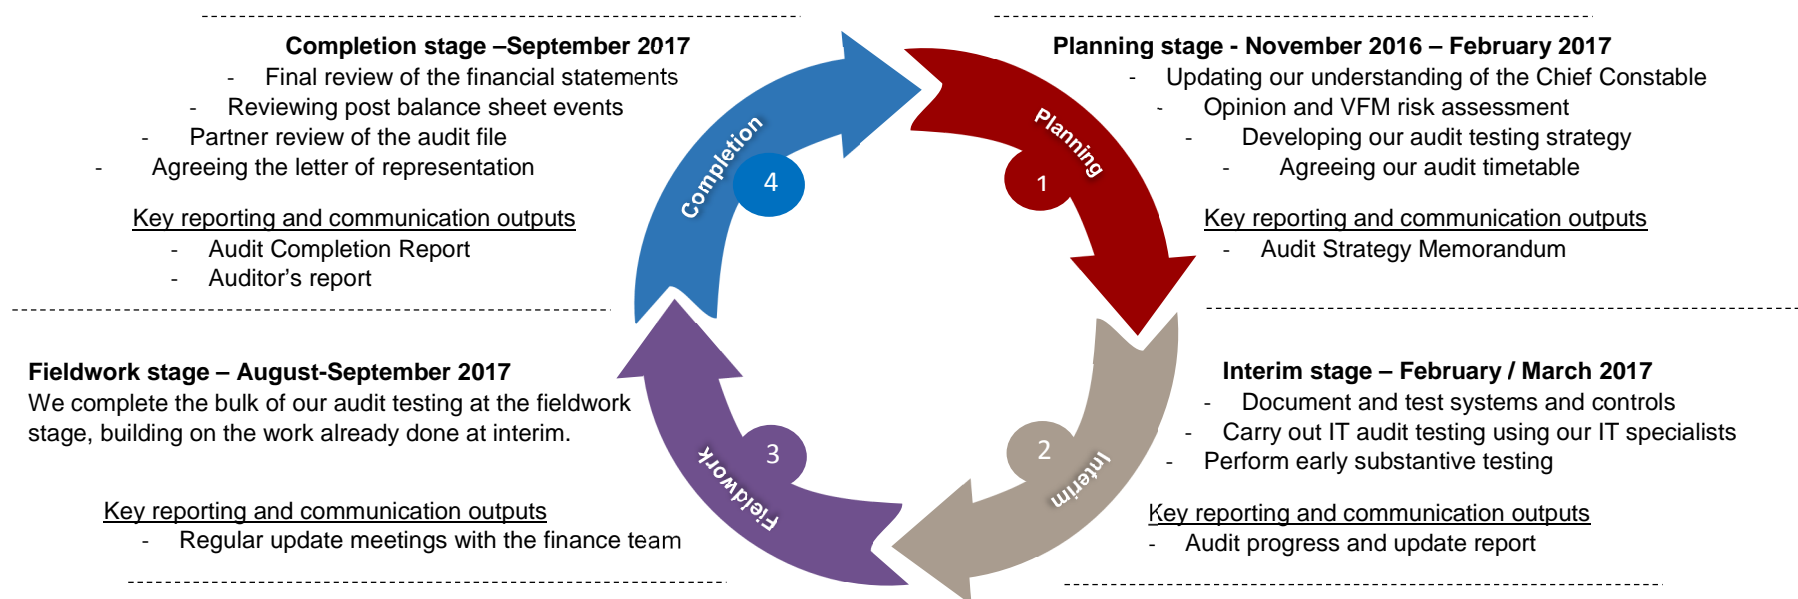 Completion stage –September 2017
- Final review of the financial statements
- Reviewing post balance sheet events
- Partner review of the audit file
- Agreeing the letter of representation
Key reporting and communication outputs
- Audit Completion Report
- Auditor's report
Planning stage - November 2016 – February 2017
- Updating our understanding of the Chief Constable
- Opinion and VFM risk assessment
- Developing our audit testing strategy
- Agreeing our audit timetable
Key reporting and communication outputs
- Audit Strategy Memorandum
Completion
4
Planning
1
Fieldwork stage – August-September 2017
We complete the bulk of our audit testing at the fieldwork
stage, building on the work already done at interim.
Key reporting and communication outputs
- Regular update meetings with the finance team
3
Fieldwork
2
Interim
Interim stage – February / March 2017
- Document and test systems and controls
- Carry out IT audit testing using our IT specialists
- Perform early substantive testing
Key reporting and communication outputs
- Audit progress and update report